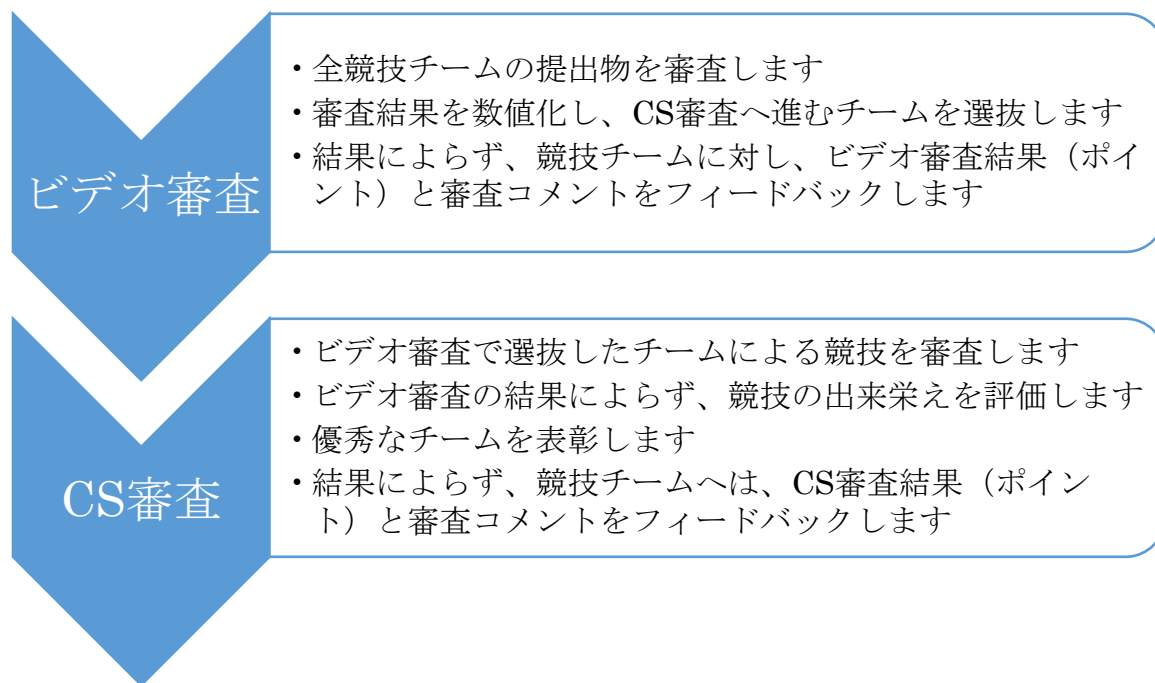 ビデオ審査
・全競技チームの提出物を審査します
・審査結果を数値化し、CS審査へ進むチームを選抜します
・結果によらず、競技チームに対し、ビデオ審査結果（ポイ
ント）と審査コメントをフィードバックします
CS審査
・ビデオ審査で選抜したチームによる競技を審査します
・ビデオ審査の結果によらず、競技の出来栄えを評価します
・優秀なチームを表彰します
・結果によらず、競技チームへは、CS審査結果（ポイン
ト）と審査コメントをフィードバックします